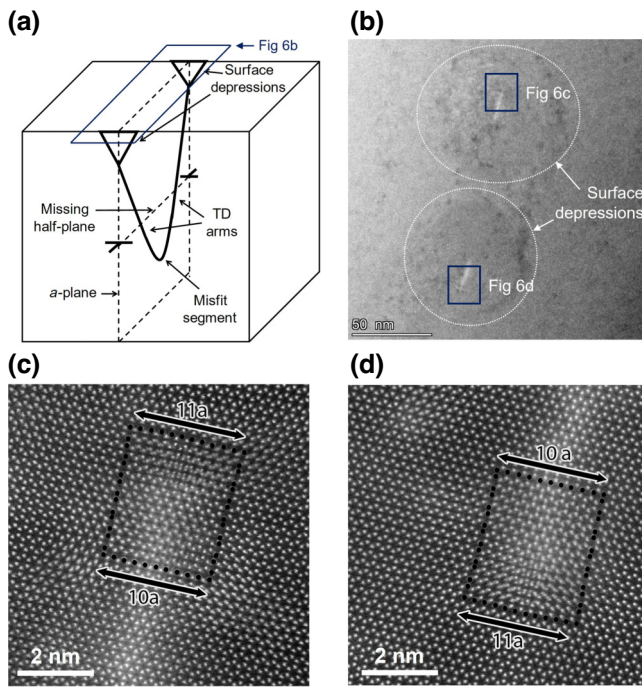 (a)
Fig 6b
Surface
depressions
Missing
half-plane
TD
arms
a-plane
Misfit
segment
(b)
Fig 6c
Surface
depressions
Fig 6d
50 nm
(c)
11a
10a
2 nm
(d)
10 a
11a
2 nm